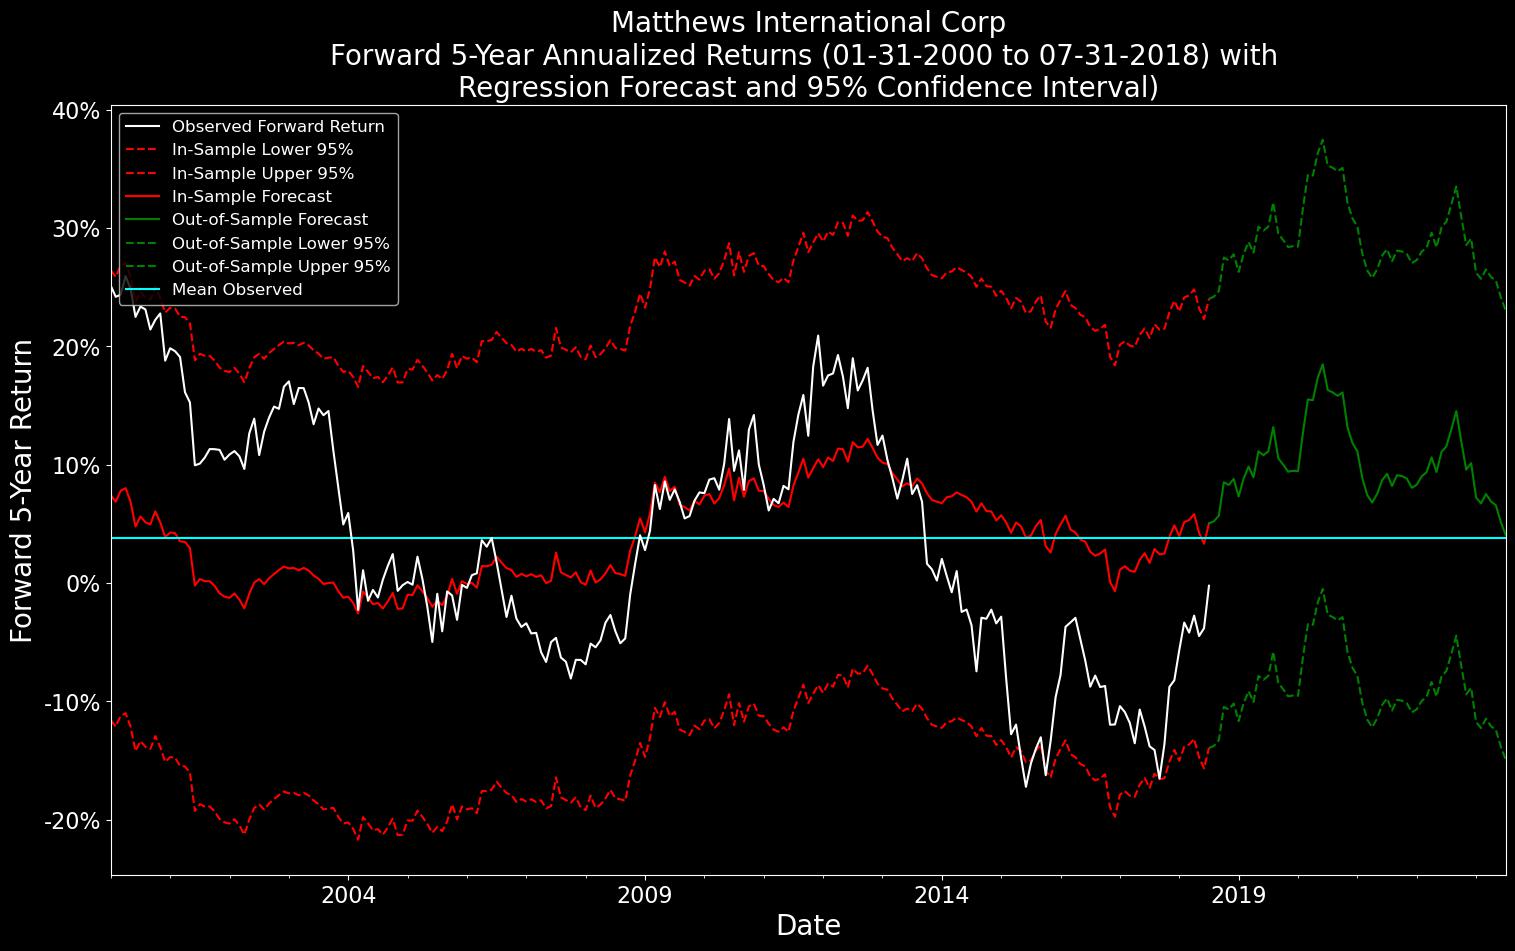 Matthews International Corp
Forward 5-Year Annualized Returns (01-31-2000 to 07-31-2018) with
Regression Forecast and 95% Confidence Interval)
40%
30%
20%
10%
0%
-10%
-20%
Forward 5-Year Return
Observed Forward Return
In-Sample Lower 95%
In-Sample Upper 95%
In-Sample Forecast
Out-of-Sample Forecast
Out-of-Sample Lower 95%
Out-of-Sample Upper 95%
Mean Observed
2004
2009
2014
2019
Date